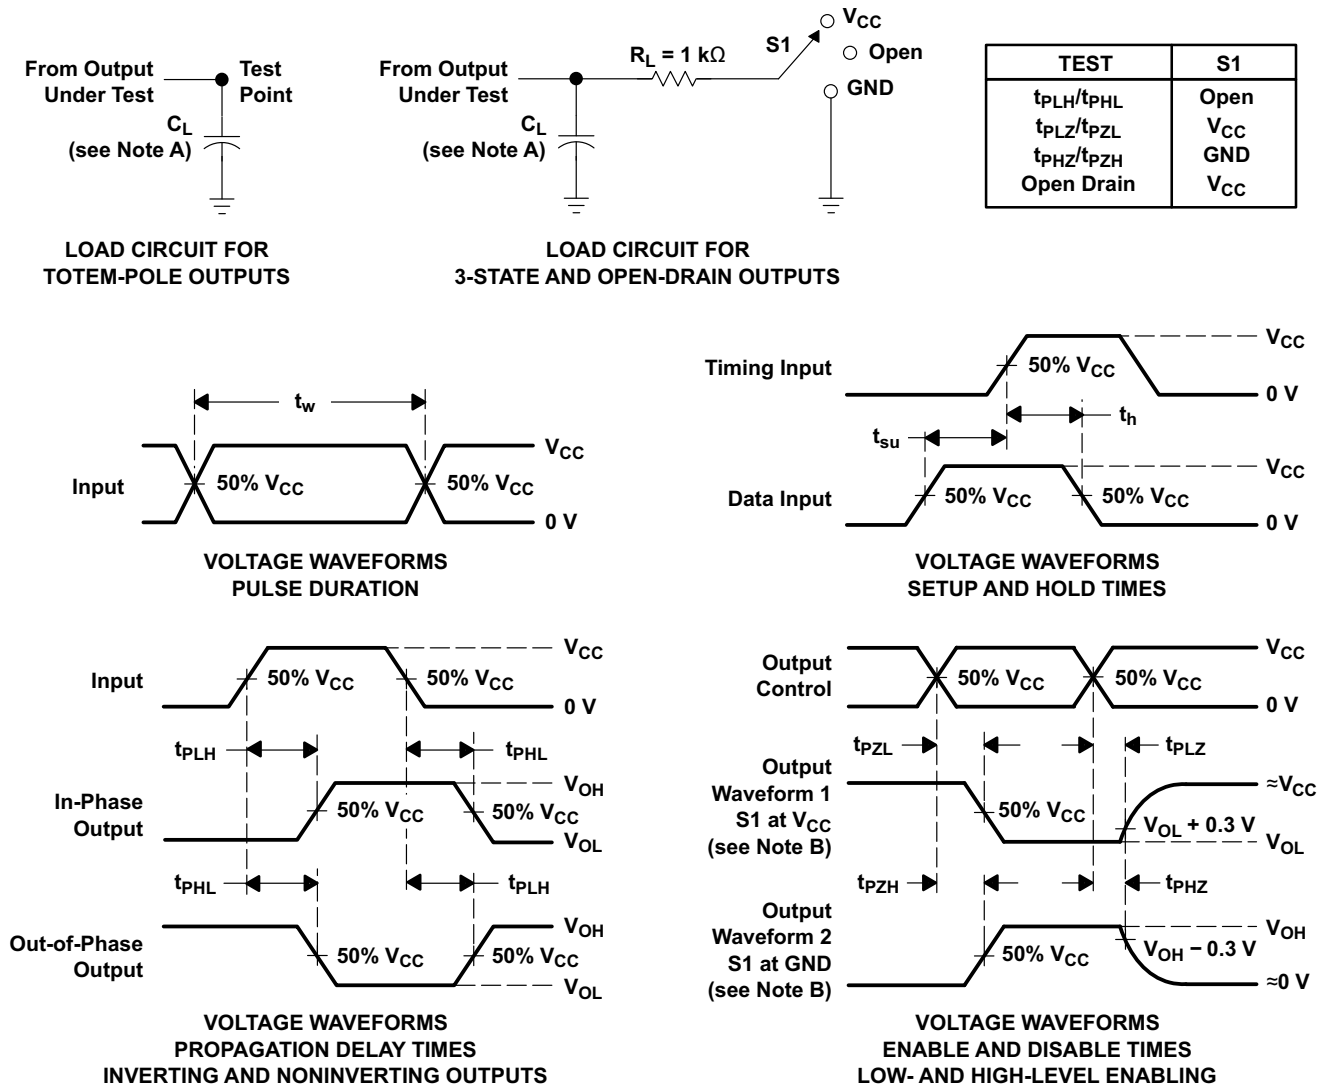 From Output
Under Test
Test
Point
C_L
(see Note A)
LOAD CIRCUIT FOR
TOTEM-POLE OUTPUTS
From Output
Under Test
C_L
(see Note A)
R_L = 1 kΩ
S1
V_CC
Open
GND
LOAD CIRCUIT FOR
3-STATE AND OPEN-DRAIN OUTPUTS
TEST S1
t_PLH/t_PHL Open
t_PLZ/t_PZL V_CC
t_PHZ/t_PZH GND
Open Drain V_CC
t_w
Input
50% V_CC
50% V_CC
V_CC
0 V
VOLTAGE WAVEFORMS
PULSE DURATION
Timing Input
50% V_CC
V_CC
0 V
t_su
t_h
Data Input
50% V_CC
50% V_CC
V_CC
0 V
VOLTAGE WAVEFORMS
SETUP AND HOLD TIMES
Input
50% V_CC
50% V_CC
V_CC
0 V
t_PLH
t_PHL
In-Phase
Output
50% V_CC
50% V_CC
V_OH
V_OL
t_PHL
t_PLH
Out-of-Phase
Output
50% V_CC
50% V_CC
V_OH
V_OL
VOLTAGE WAVEFORMS
PROPAGATION DELAY TIMES
INVERTING AND NONINVERTING OUTPUTS
Output
Control
50% V_CC
50% V_CC
V_CC
0 V
t_PZL
t_PLZ
Output
Waveform 1
S1 at V_CC
(see Note B)
50% V_CC
V_OL + 0.3 V
≈V_CC
V_OL
t_PZH
t_PHZ
Output
Waveform 2
S1 at GND
(see Note B)
50% V_CC
V_OH − 0.3 V
V_OH
≈0 V
VOLTAGE WAVEFORMS
ENABLE AND DISABLE TIMES
LOW- AND HIGH-LEVEL ENABLING